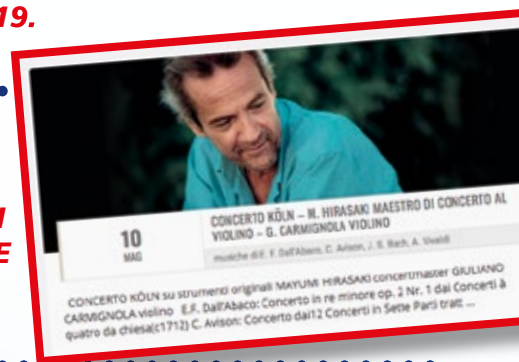 19.
I
E
10
MAG
CONCERTO KÖLN – M. HIRASAKI MAESTRO DI CONCERTO AL
VIOLINO – G. CARMIGNOLA VIOLINO
musiche di E. F. Dall'Abaco, C. Avison, J. S. Bach, A. Vivaldi
CONCERTO KÖLN su strumenti originali MAYUMI HIRASAKI concertmaster GIULIANO
CARMIGNOLA violino E.F. Dall'Abaco: Concerto in re minore op. 2 Nr. 1 dai Concerti à
quatro da chiesa(c1712) C. Avison: Concerto dai12 Concerti in Sette Parti tratt ...